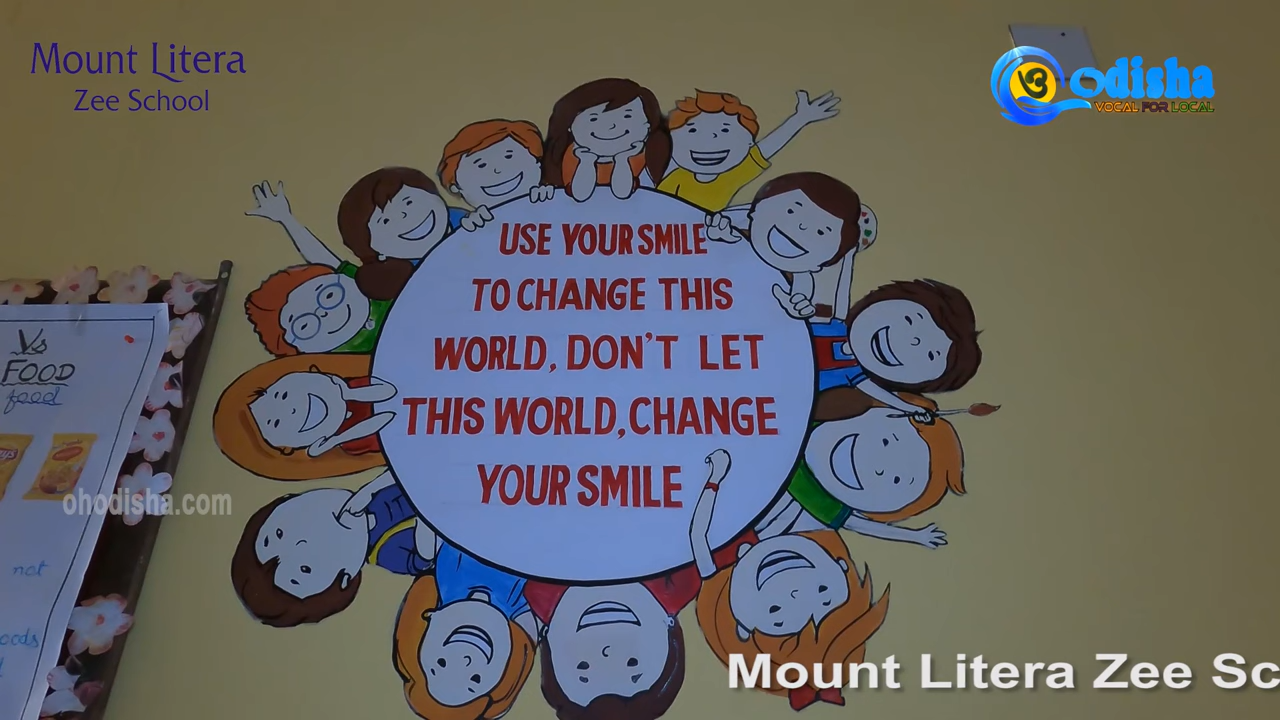 Mount Litera
Zee School
odisha
VOCAL FOR LOCAL
USE YOUR SMILE
TO CHANGE THIS
WORLD, DON'T LET
THIS WORLD, CHANGE
YOUR SMILE
Vs
FOOD
food
ohodisha.com
not
Mount Litera Zee Sc